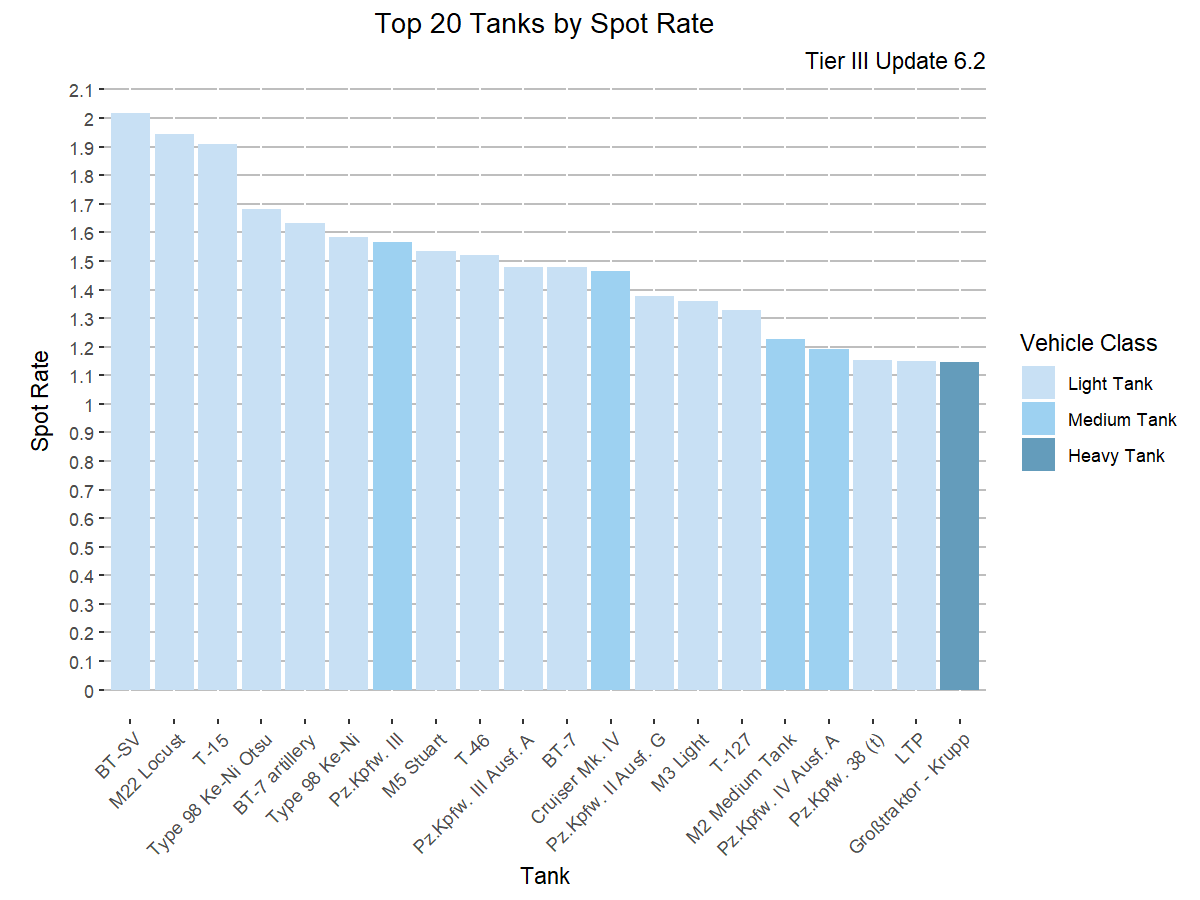 Top 20 Tanks by Spot Rate
Tier III Update 6.2
2.1
2
1.9
1.8
1.7
1.6
1.5
1.4
1.3
1.2
1.1
1
0.9
0.8
0.7
0.6
0.5
0.4
0.3
0.2
0.1
0
Spot Rate
BT-SV
M22 Locust
T-15
Type 98 Ke-Ni Otsu
BT-7 artillery
Type 98 Ke-Ni
Pz.Kpfw. III
M5 Stuart
T-46
Pz.Kpfw. III Ausf. A
BT-7
Cruiser Mk. IV
Pz.Kpfw. II Ausf. G
M3 Light
T-127
M2 Medium Tank
Pz.Kpfw. IV Ausf. A
Pz.Kpfw. 38 (t)
LTP
Großtraktor - Krupp
Tank
Vehicle Class
Light Tank
Medium Tank
Heavy Tank